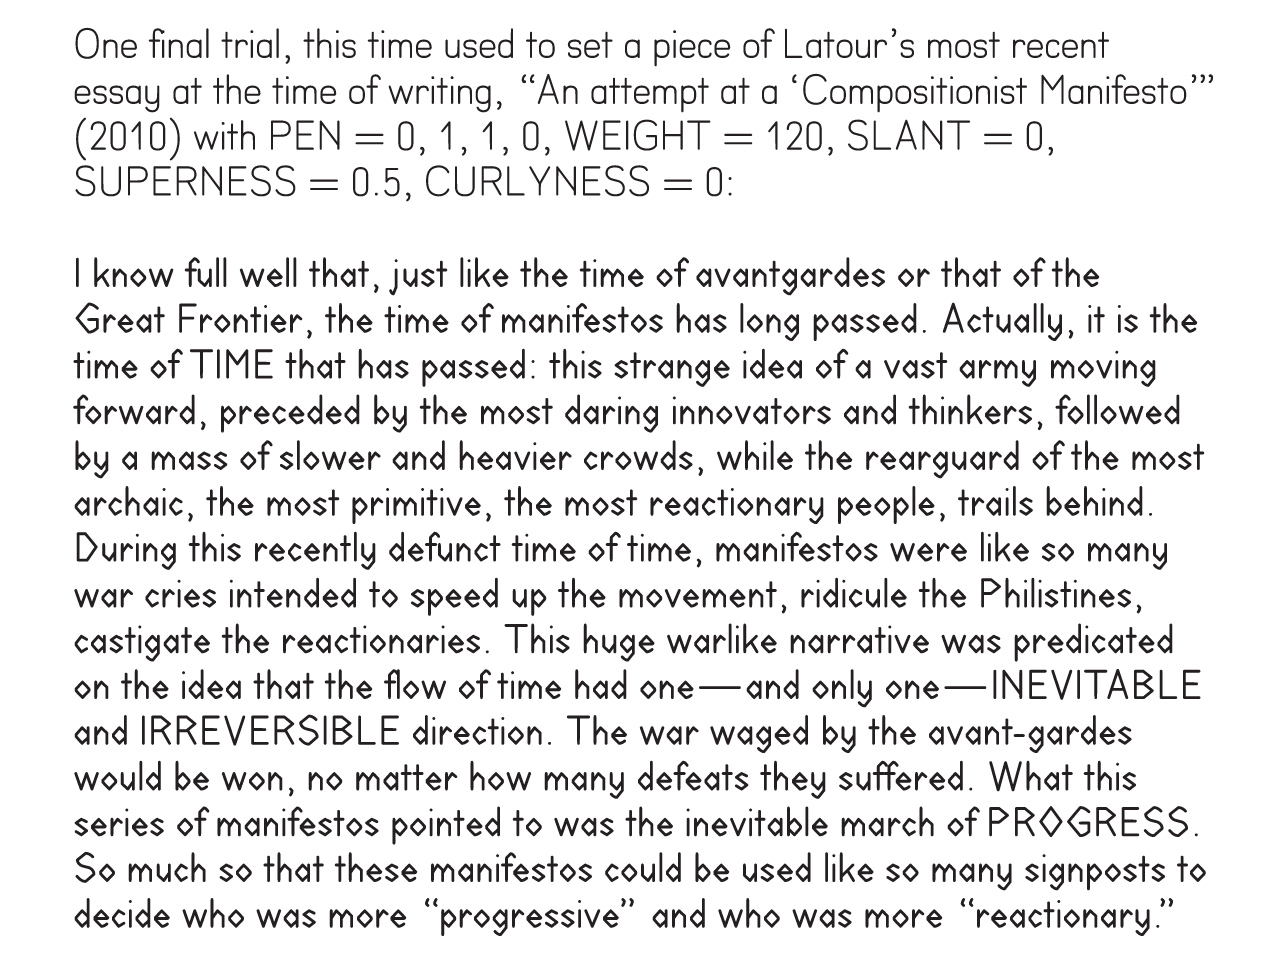 One final trial, this time used to set a piece of Latour’s most recent
essay at the time of writing, “An attempt at a ‘Compositionist Manifesto’”
(2010) with PEN = 0, 1, 1, 0, WEIGHT = 120, SLANT = 0,
SUPERNESS = 0.5, CURLYNESS = 0:
I know full well that, just like the time of avantgardes or that of the
Great Frontier, the time of manifestos has long passed. Actually, it is the
time of TIME that has passed: this strange idea of a vast army moving
forward, preceded by the most daring innovators and thinkers, followed
by a mass of slower and heavier crowds, while the rearguard of the most
archaic, the most primitive, the most reactionary people, trails behind.
During this recently defunct time of time, manifestos were like so many
war cries intended to speed up the movement, ridicule the Philistines,
castigate the reactionaries. This huge warlike narrative was predicated
on the idea that the flow of time had one—and only one—INEVITABLE
and IRREVERSIBLE direction. The war waged by the avant-gardes
would be won, no matter how many defeats they suffered. What this
series of manifestos pointed to was the inevitable march of PROGRESS.
So much so that these manifestos could be used like so many signposts to
decide who was more “progressive” and who was more “reactionary.”